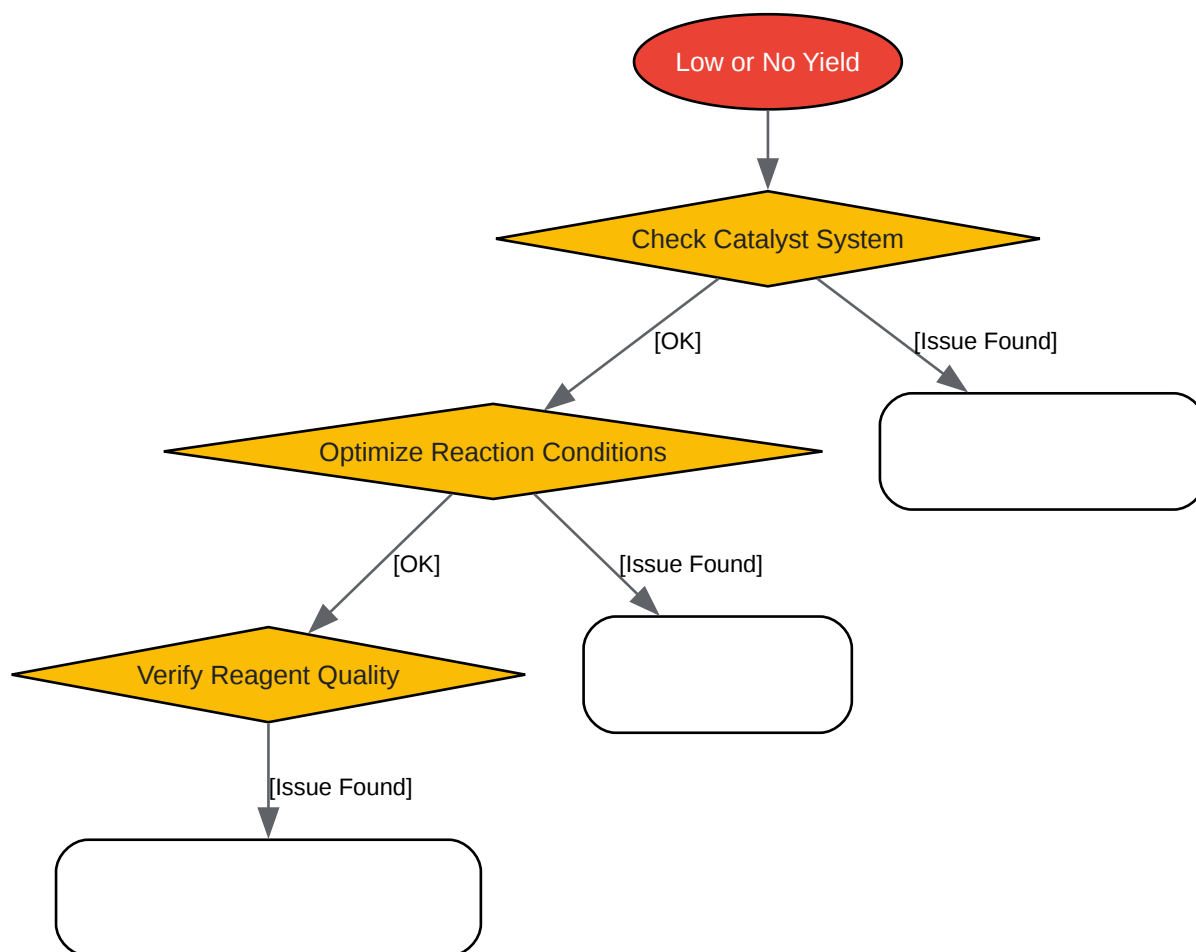 Low or No Yield
Check Catalyst System
[OK]
[Issue Found]
Optimize Reaction Conditions
[OK]
[Issue Found]
Verify Reagent Quality
[Issue Found]